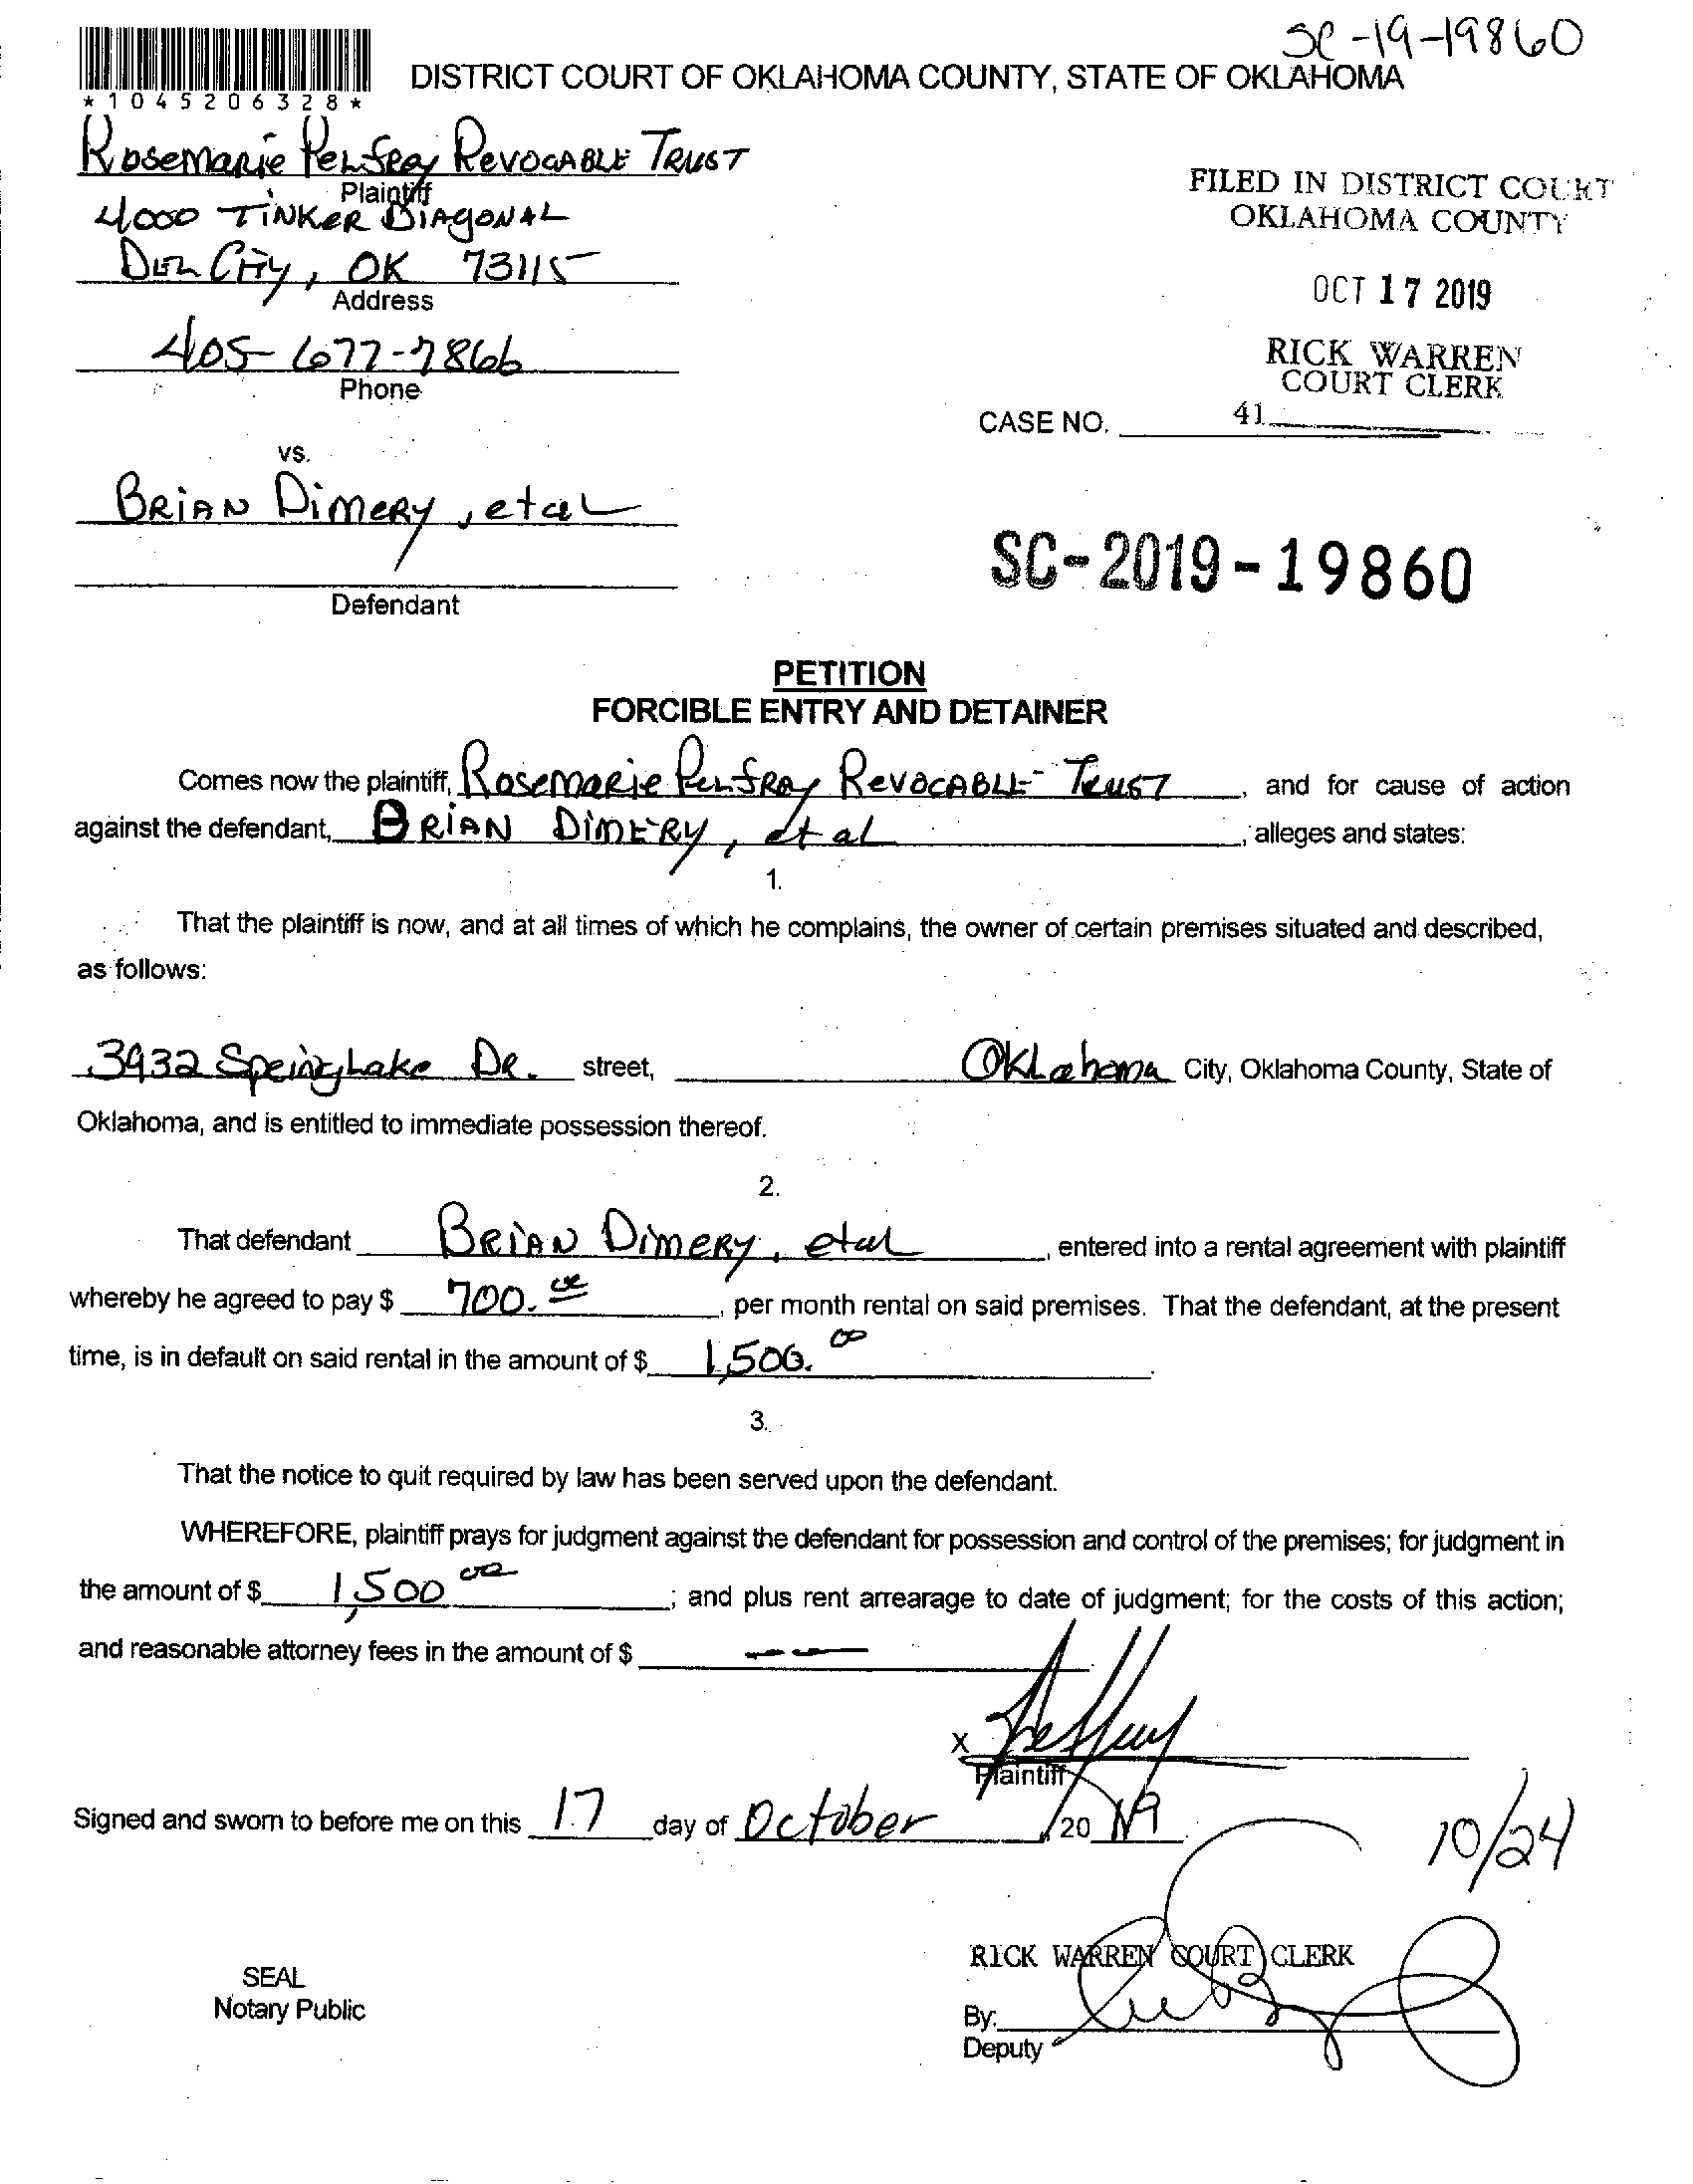 SC-19-19860
*1045206328*
DISTRICT COURT OF OKLAHOMA COUNTY, STATE OF OKLAHOMA
Rosemarie Penfray REVOCABLE TRUST
Plaintiff
4000 TINKER DIAGONAL
DEL CITY, OK 73115
Address
405-677-7866
Phone
FILED IN DISTRICT COURT
OKLAHOMA COUNTY
OCT 17 2019
RICK WARREN
COURT CLERK
CASE NO. 41
vs.
BRIAN DIMERY, etal
Defendant
SC-2019-19860
PETITION
FORCIBLE ENTRY AND DETAINER
Comes now the plaintiff, Rosemarie Penfray REVOCABLE TRUST, and for cause of action
against the defendant, BRIAN DIMERY, et al, alleges and states:
1.
That the plaintiff is now, and at all times of which he complains, the owner of certain premises situated and described,
as follows:
3932 Springlake DR. street, Oklahoma City, Oklahoma County, State of
Oklahoma, and is entitled to immediate possession thereof.
2.
That defendant BRIAN DIMERY, etal, entered into a rental agreement with plaintiff
whereby he agreed to pay $ 700.00, per month rental on said premises. That the defendant, at the present
time, is in default on said rental in the amount of $ 1,500.00.
3.
That the notice to quit required by law has been served upon the defendant.
WHEREFORE, plaintiff prays for judgment against the defendant for possession and control of the premises; for judgment in
the amount of $ 1,500 00; and plus rent arrearage to date of judgment; for the costs of this action;
and reasonable attorney fees in the amount of $ --
X
Plaintiff
Signed and sworn to before me on this 17 day of October, 20 19
10/24
RICK WARREN COURT CLERK
SEAL
Notary Public
By:
Deputy